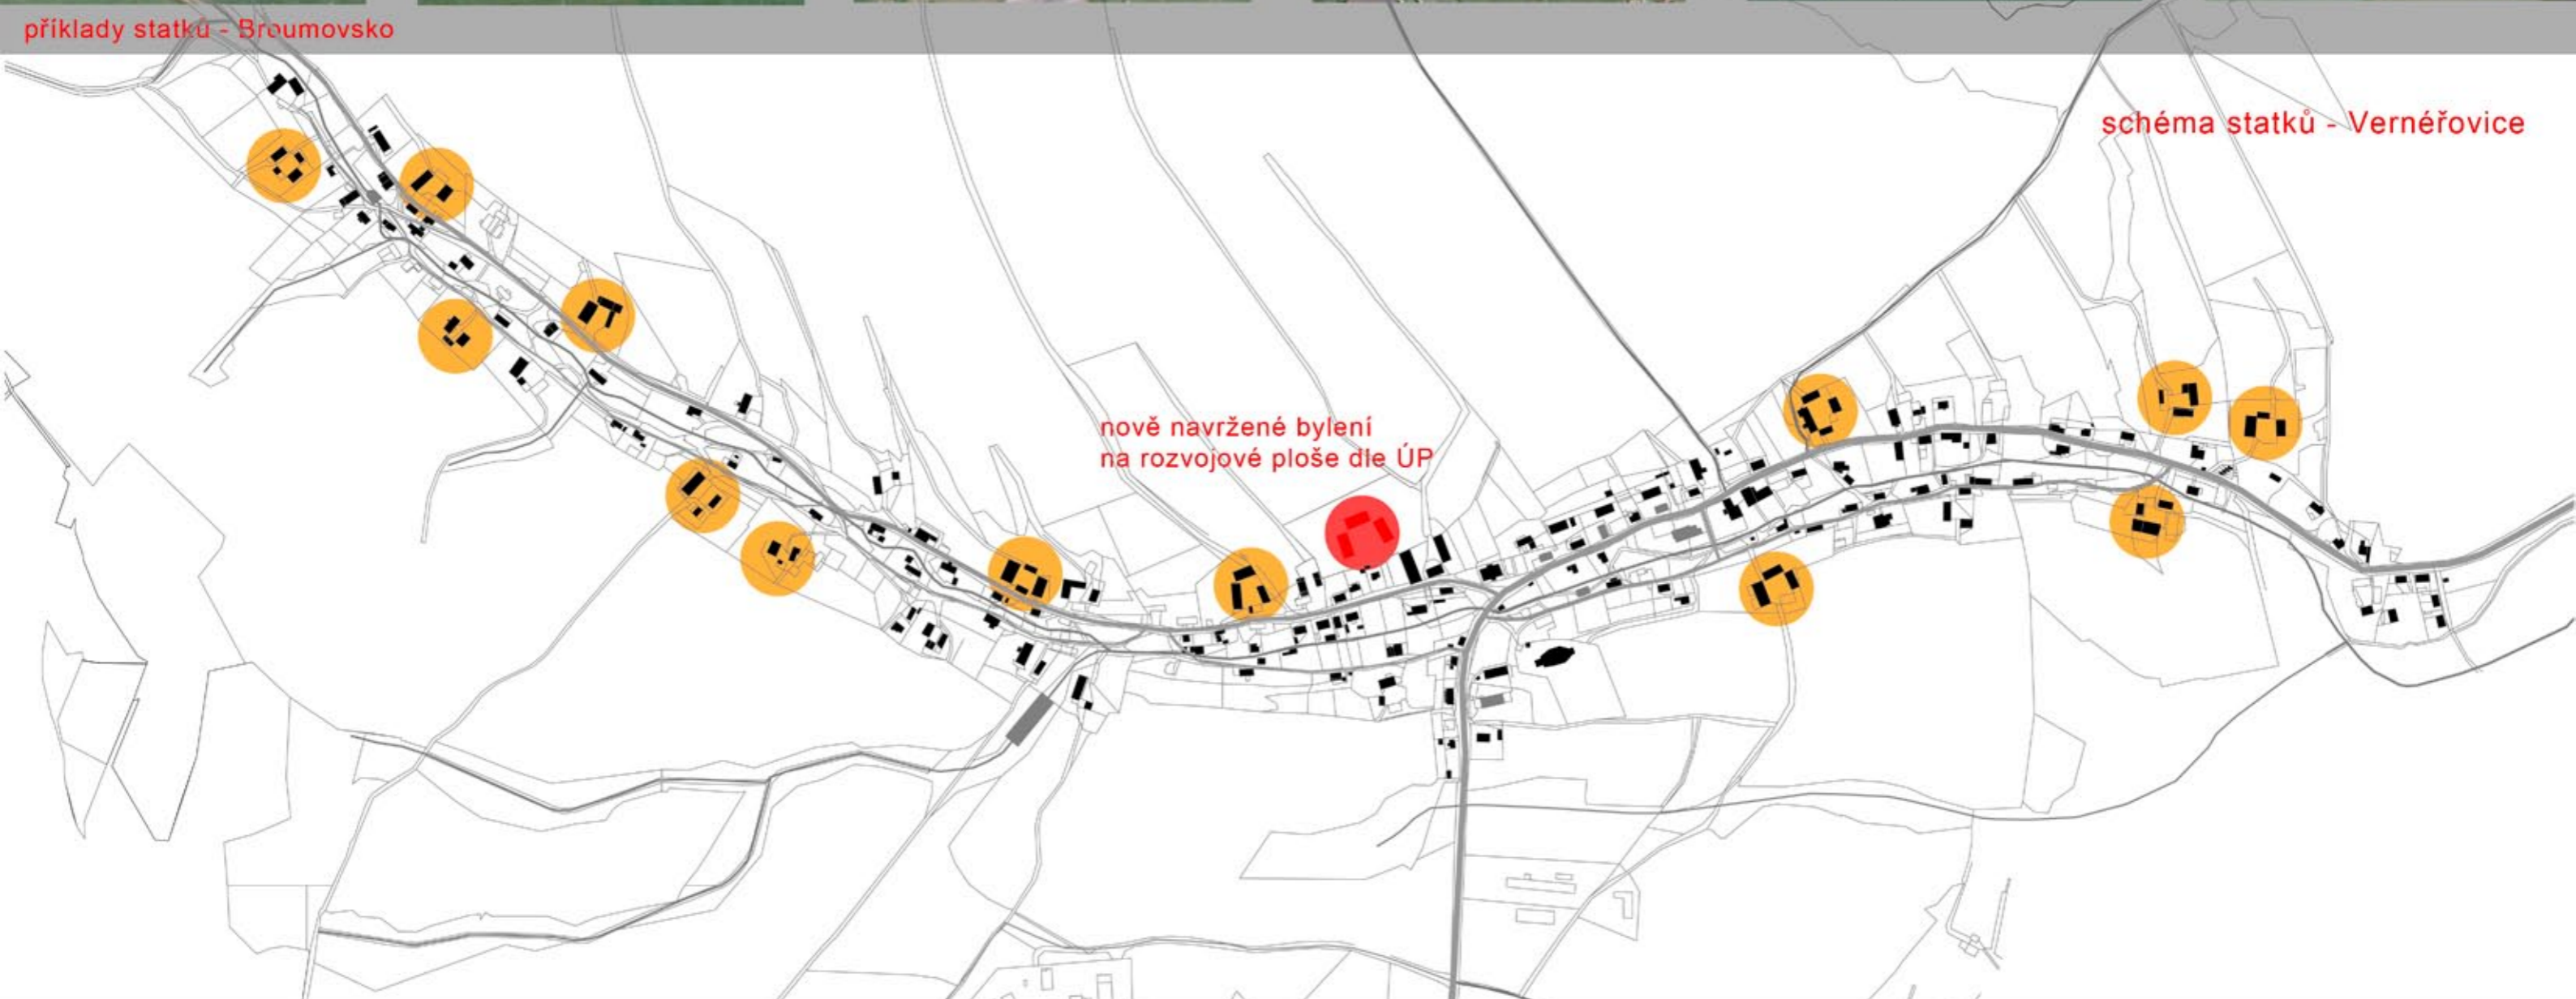 příklady statků - Broumovsko
schéma statků - Vernéřovice
nově navržené bylení
na rozvojové ploše dle ÚP